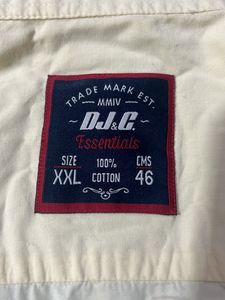 TRADE MARK EST.
MMIV
DJ&C.
Essentials
SIZE 100% CMS
XXL COTTON 46